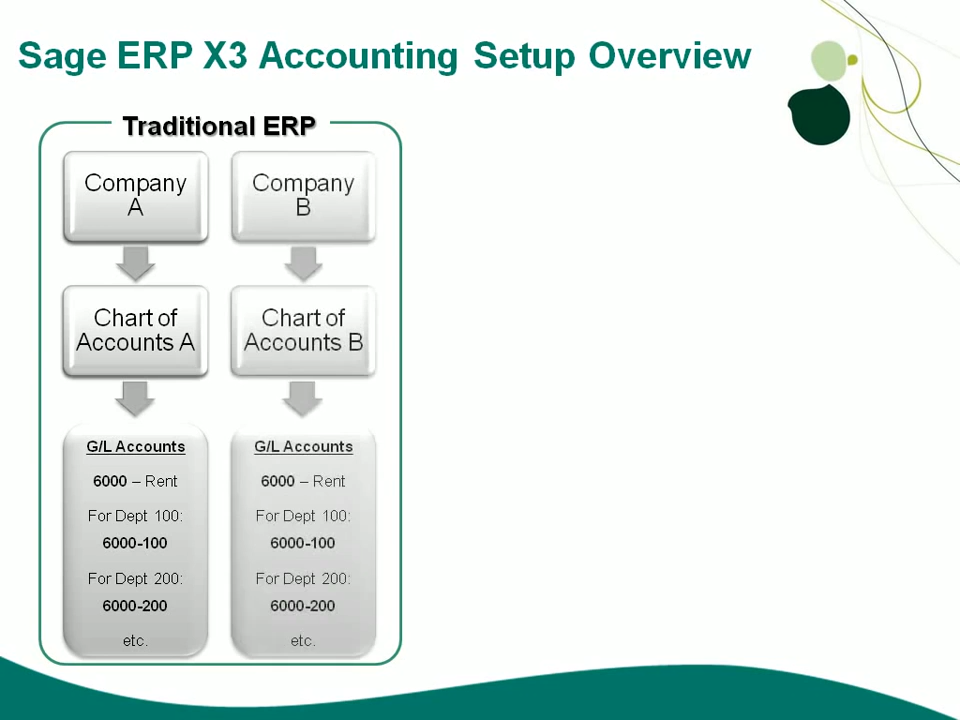 Sage ERP X3 Accounting Setup Overview
Traditional ERP
Company
A
Chart of
Accounts A
G/L Accounts
6000 – Rent
For Dept 100:
6000-100
For Dept 200:
6000-200
etc.
Company
B
Chart of
Accounts B
G/L Accounts
6000 – Rent
For Dept 100:
6000-100
For Dept 200:
6000-200
etc.